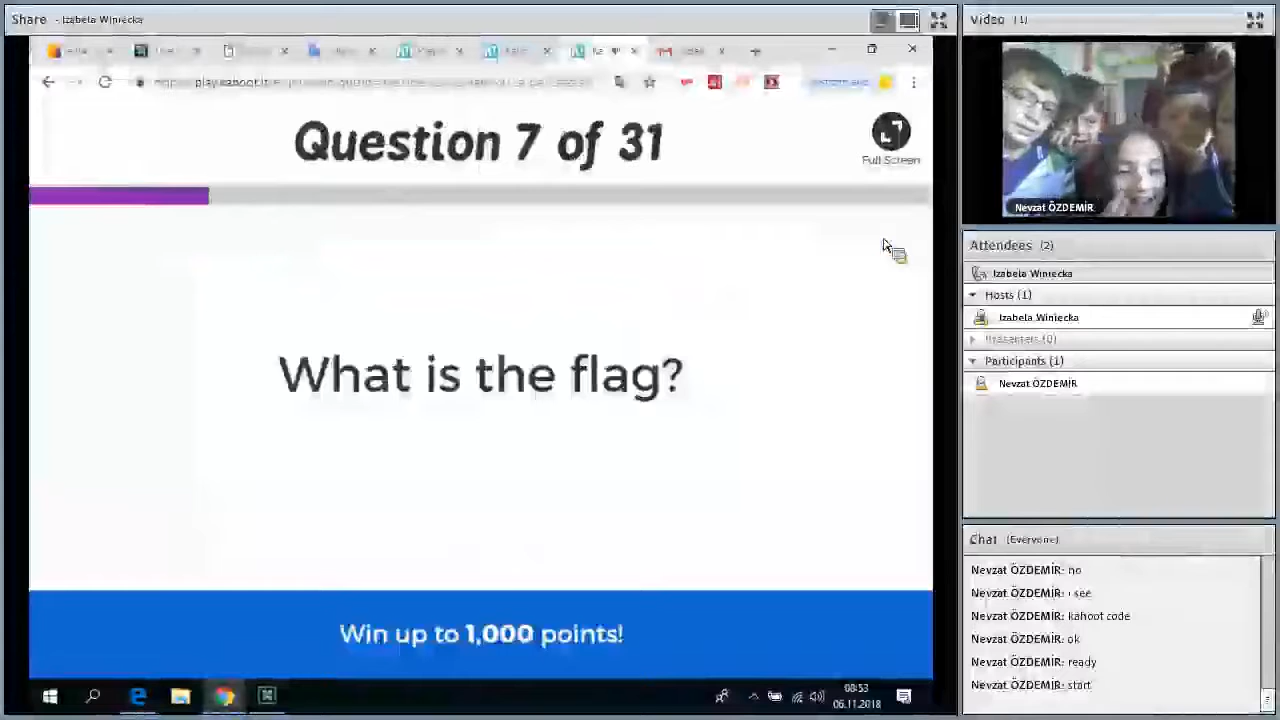 Share - Izabela Winiecka
Question 7 of 31
Full Screen
What is the flag?
Win up to 1,000 points!
08:53
06.11.2018
Video (1)
Nevzat ÖZDEMİR
Attendees (2)
Izabela Winiecka
Hosts (1)
Izabela Winiecka
Presenters (0)
Participants (1)
Nevzat ÖZDEMİR
Chat (Everyone)
Nevzat ÖZDEMİR: no
Nevzat ÖZDEMİR: i see
Nevzat ÖZDEMİR: kahoot code
Nevzat ÖZDEMİR: ok
Nevzat ÖZDEMİR: ready
Nevzat ÖZDEMİR: start